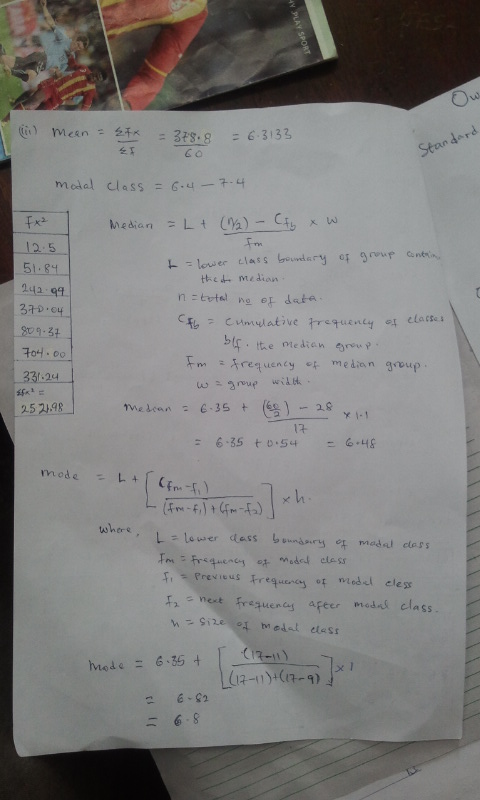 PLAY, PLAY SPORT
Ow
Standard
(iii) Mean = Σfx / Σf = 378.8 / 60 = 6.3133
Modal class = 6.4 – 7.4
fx²
12.5
51.84
242.99
370.04
809.37
704.00
331.24
Σfx² =
2521.98
Median = L + (n/2) – Cfb / fm × w
L = lower class boundary of group
the median.
n = total no of data.
Cfb = Cumulative frequency of classes
b/f. the median group.
Fm = frequency of median group.
w = group width.
Median = 6.35 + (60/2) – 28 / 17 × 1.1
= 6.35 + 0.54 = 6.48
Mode = L + [ (fm-f1) / (fm-f1) + (fm-f2) ] × h.
where, L = lower class boundary of modal class
fm = frequency of modal class
f1 = previous frequency of modal class
f2 = next frequency after modal class.
h = size of modal class
Mode = 6.35 + [ (17-11) / (17-11)+(17-9) ] × 1
= 6.82
= 6.8